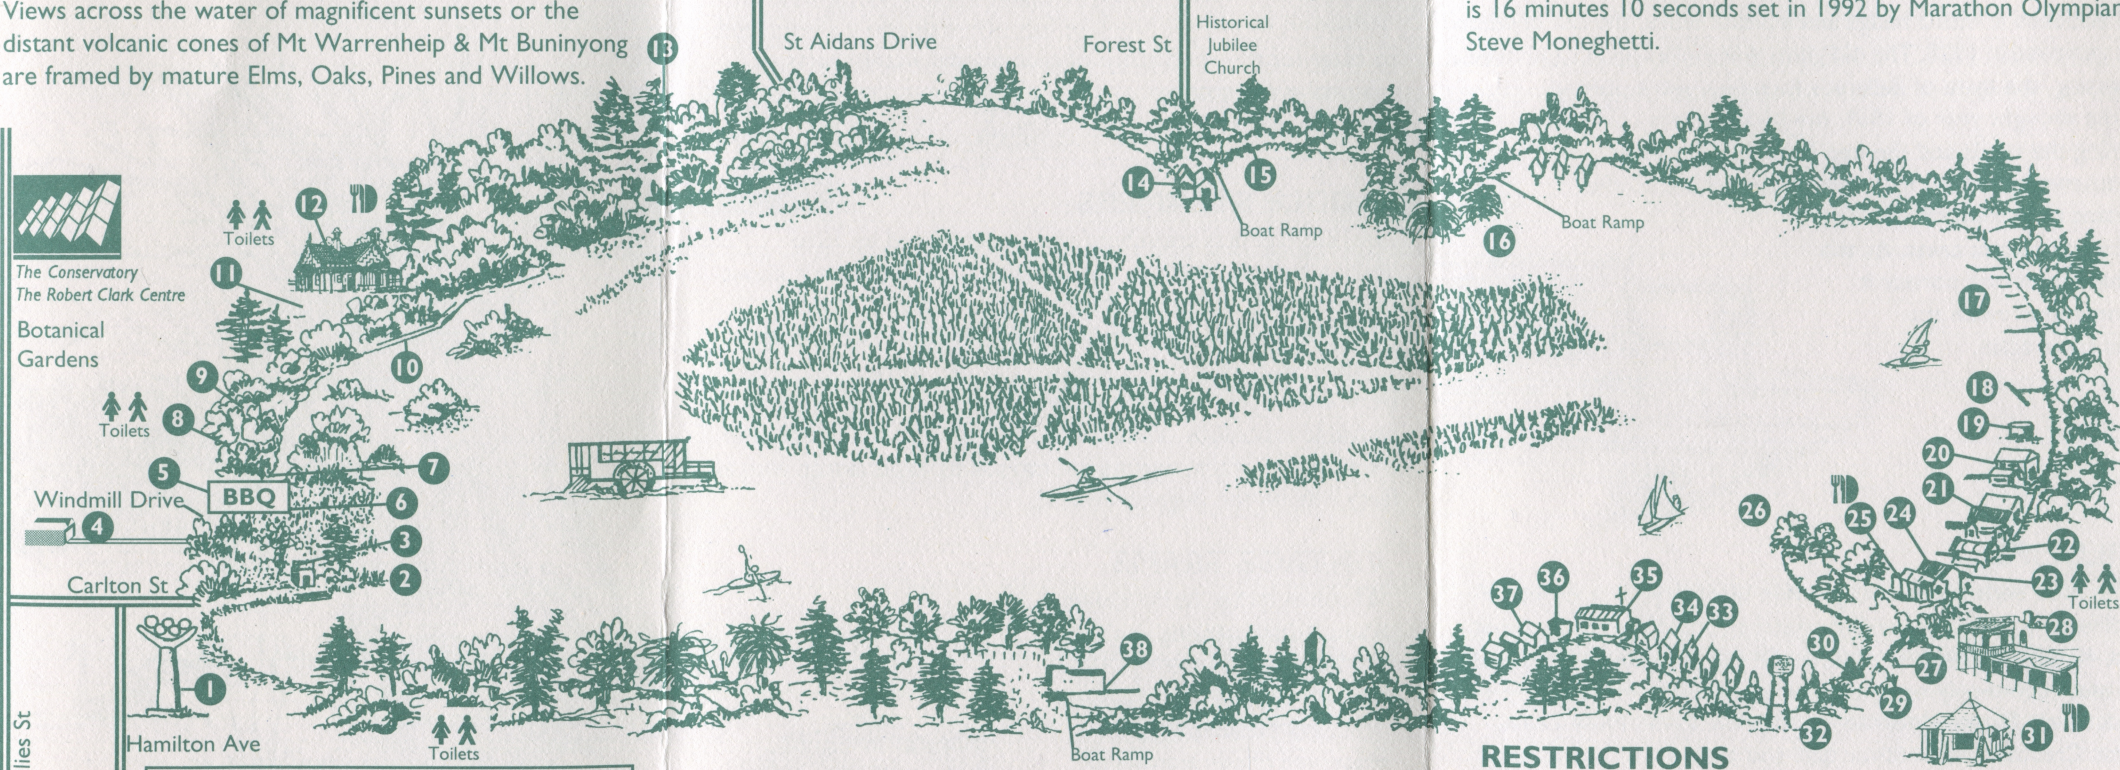 Views across the water of magnificent sunsets or the
distant volcanic cones of Mt Warrenheip & Mt Buninyong
are framed by mature Elms, Oaks, Pines and Willows.
13
St Aidans Drive
Forest St
Historical
Jubilee
Church
is 16 minutes 10 seconds set in 1992 by Marathon Olympian
Steve Moneghetti.
14
15
Boat Ramp
16
Boat Ramp
12
Toilets
11
The Conservatory
The Robert Clark Centre
Botanical
Gardens
10
9
Toilets
8
7
5
BBQ
6
Windmill Drive
4
3
2
Carlton St
1
Hamilton Ave
lies St
Toilets
17
18
19
20
21
22
23
Toilets
24
25
26
27
28
29
30
31
32
33
34
35
36
37
38
Boat Ramp
RESTRICTIONS